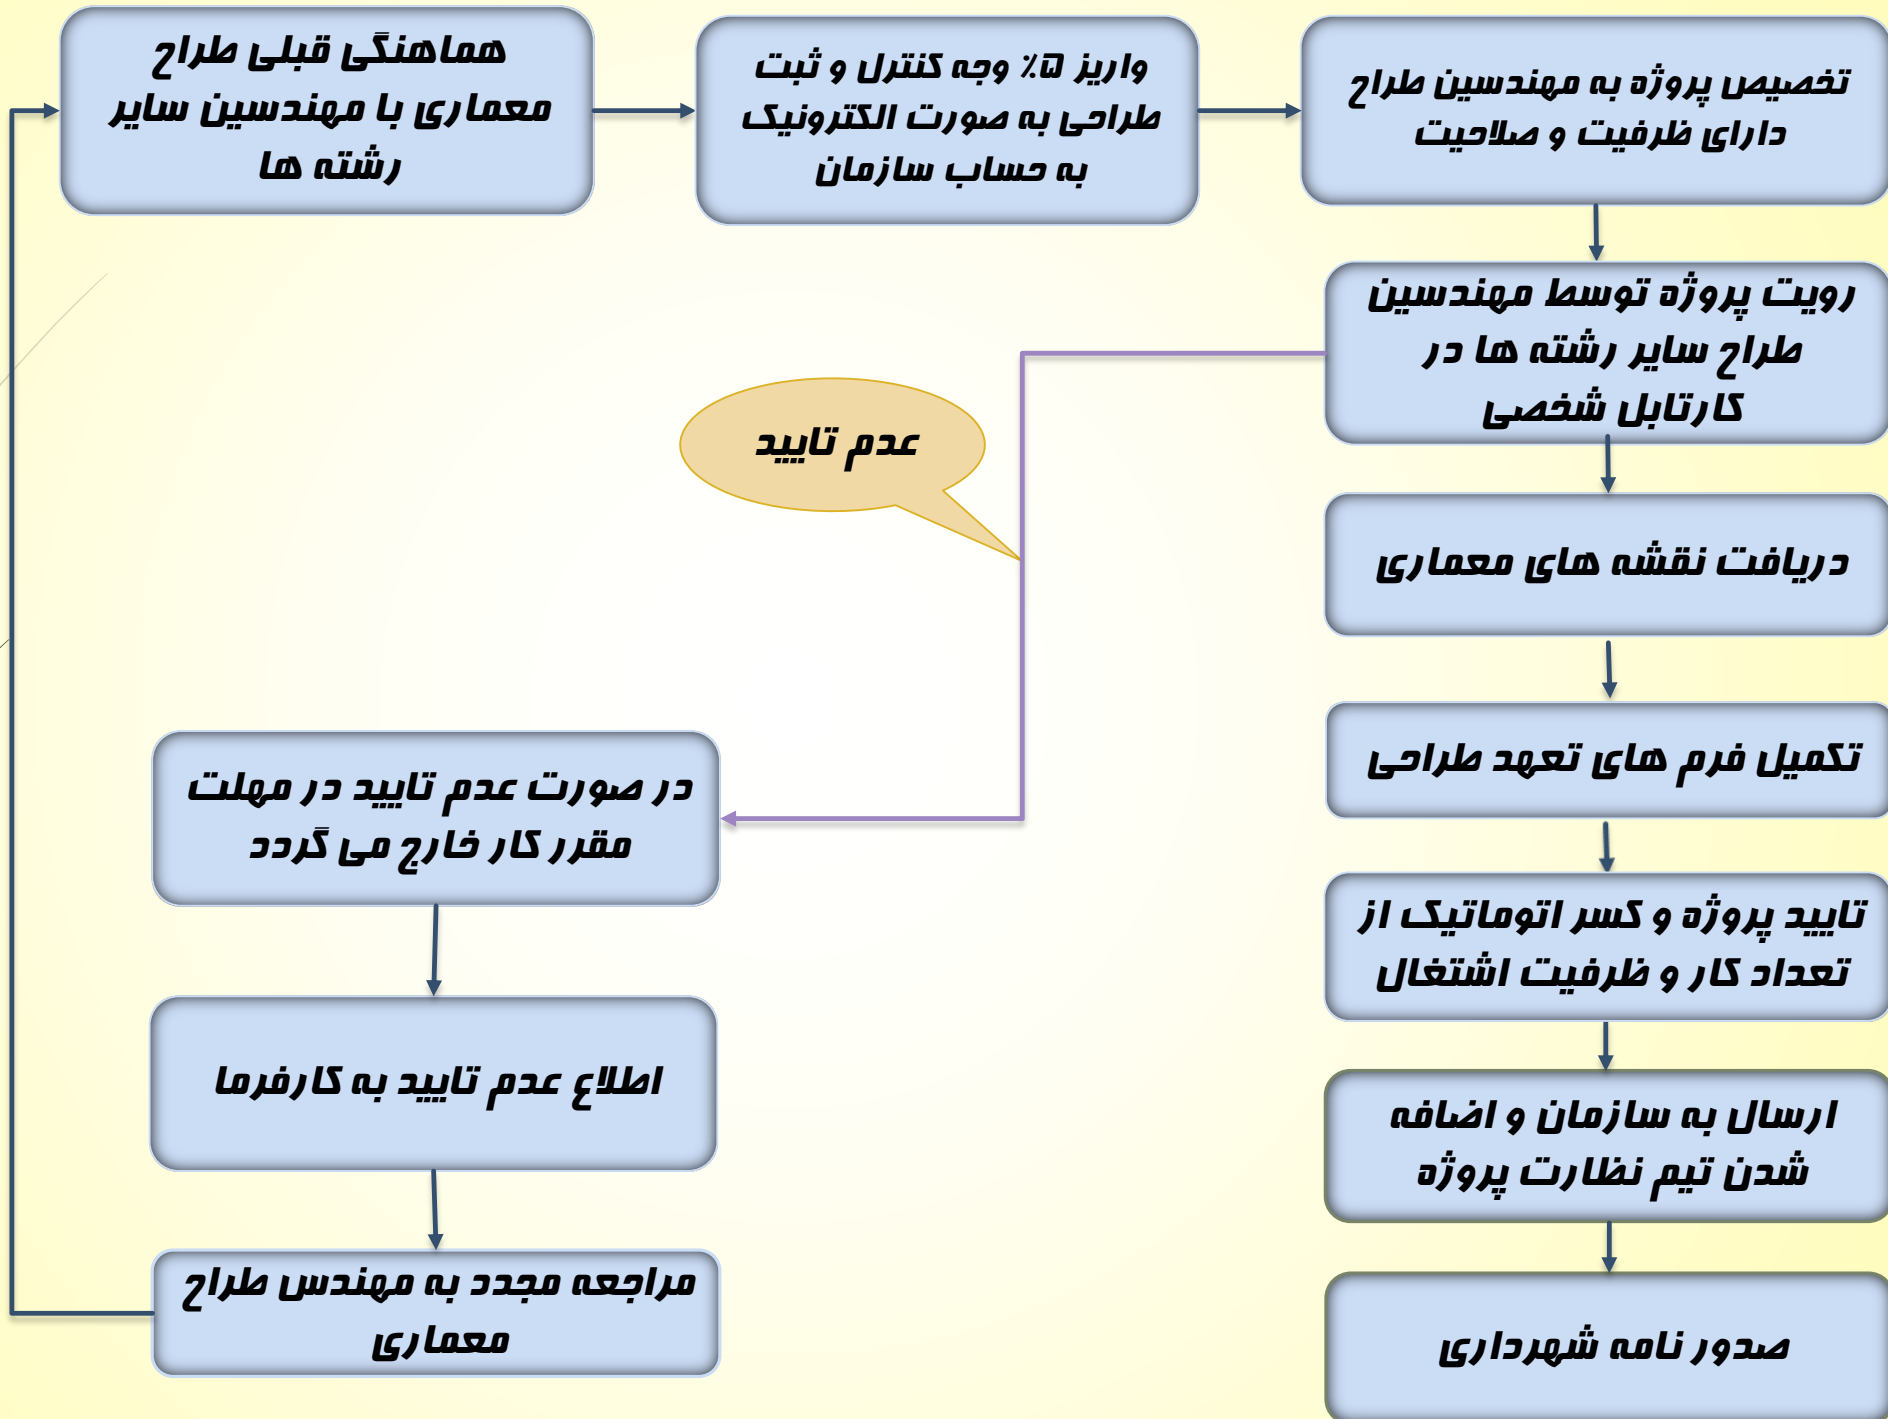 هماهنگی قبلی طراح
معماری با مهندسین سایر
رشته ها
واریز ۵٪ وجه کنترل و ثبت
طراحی به صورت الکترونیک
به حساب سازمان
تخصیص پروژه به مهندسین طراح
دارای ظرفیت و صلاحیت
رویت پروژه توسط مهندسین
طراح سایر رشته ها در
کارتابل شخصی
عدم تایید
دریافت نقشه های معماری
تکمیل فرم های تعهد طراحی
تایید پروژه و کسر اتوماتیک از
تعداد کار و ظرفیت اشتغال
ارسال به سازمان و اضافه
شدن تیم نظارت پروژه
صدور نامه شهرداری
در صورت عدم تایید در مهلت
مقرر کار خارج می گردد
اطلاع عدم تایید به کارفرما
مراجعه مجدد به مهندس طراح
معماری